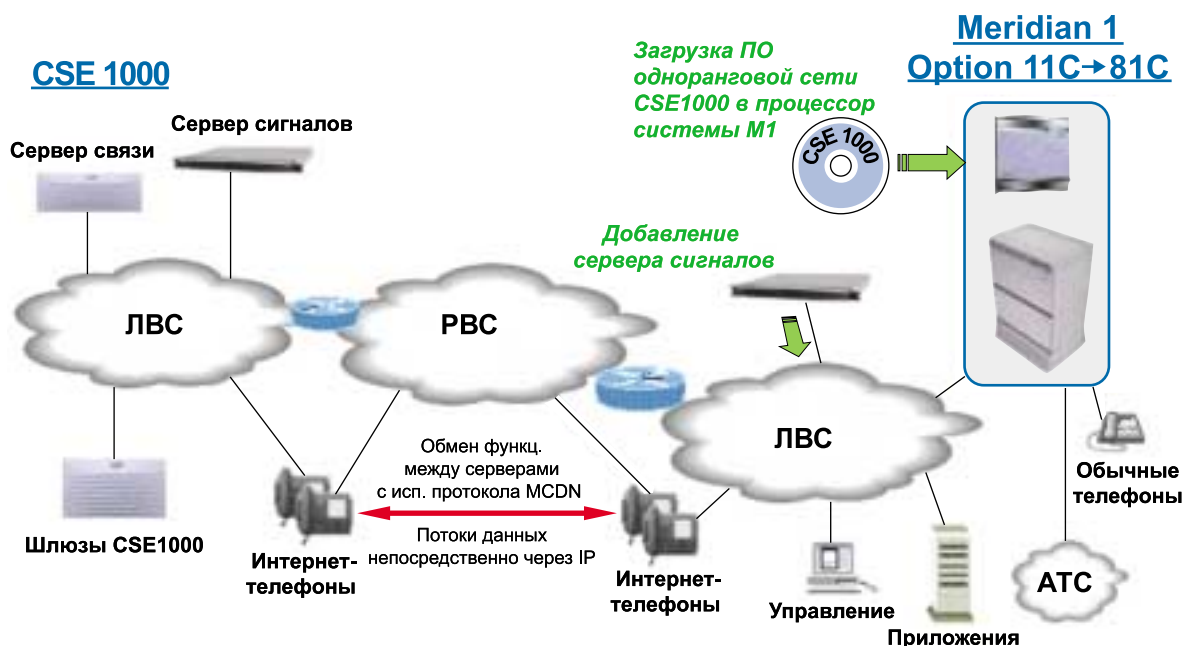 CSE 1000
Сервер сигналов
Сервер связи
Загрузка ПО
одноранговой сети
CSE1000 в процессор
системы M1
CSE 1000
Meridian 1
Option 11C→81C
Добавление
сервера сигналов
ЛВС
РВС
ЛВС
Обмен функц.
между серверами
с исп. протокола MCDN
Потоки данных
непосредственно через IP
Шлюзы CSE1000
Интернет-
телефоны
Интернет-
телефоны
Управление
Приложения
АТС
Обычные
телефоны